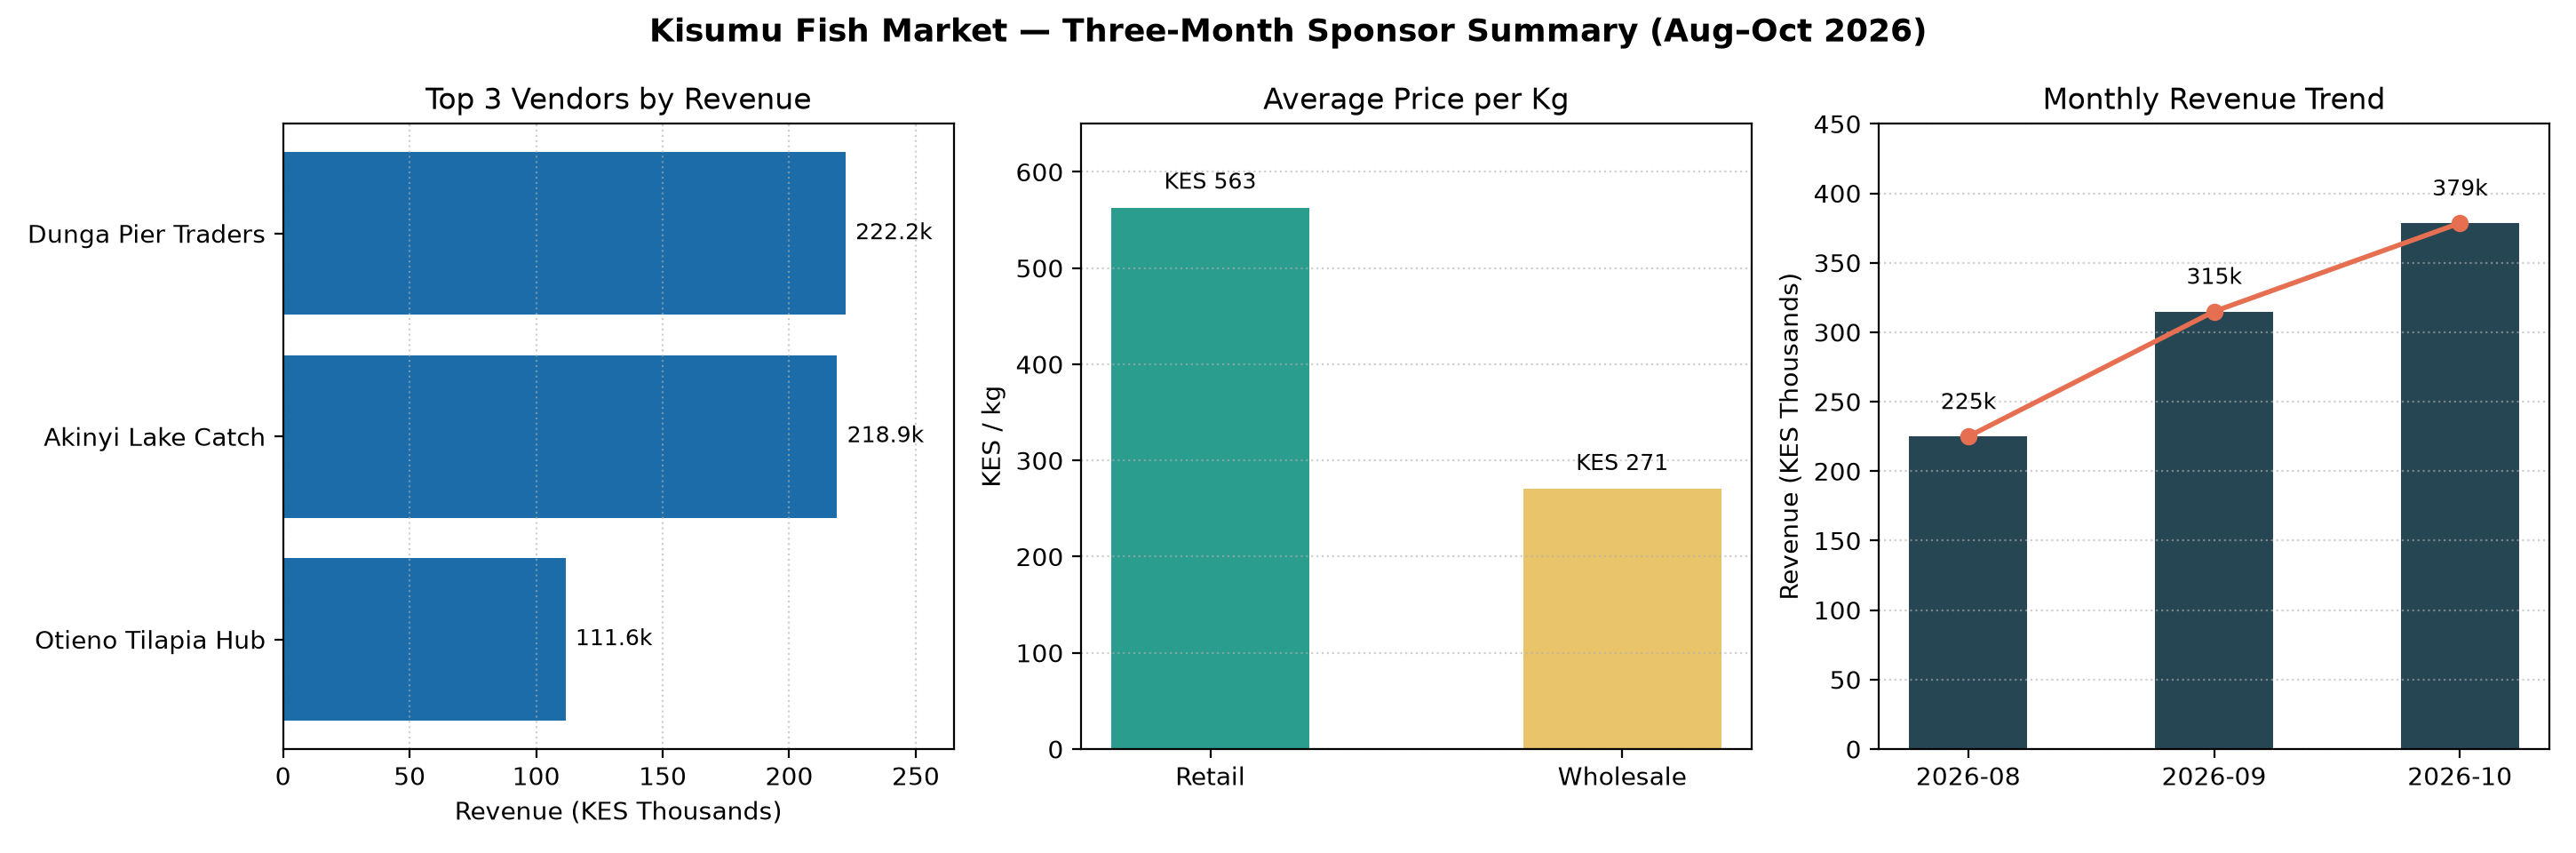 Kisumu Fish Market — Three-Month Sponsor Summary (Aug–Oct 2026)
Top 3 Vendors by Revenue
Dunga Pier Traders
222.2k
Akinyi Lake Catch
218.9k
Otieno Tilapia Hub
111.6k
0 50 100 150 200 250
Revenue (KES Thousands)
Average Price per Kg
KES / kg
600
500
400
300
200
100
0
KES 563
KES 271
Retail Wholesale
Monthly Revenue Trend
Revenue (KES Thousands)
450
400
350
300
250
200
150
100
50
0
225k
315k
379k
2026-08 2026-09 2026-10